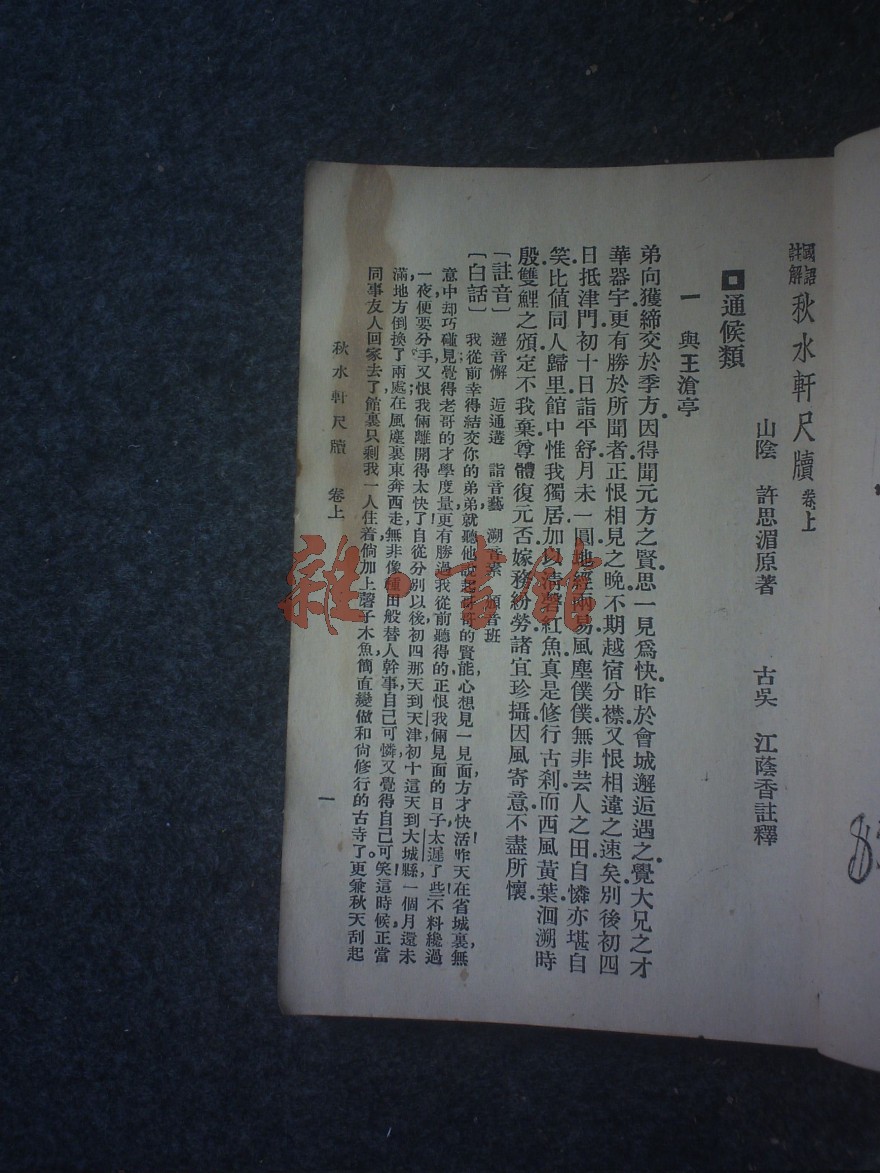 國語註解 秋水軒尺牘 卷上
山陰 許思湄原著 古吳 江蔭香註釋
通候類
一 與王滄亭
弟向獲締交於季方因得聞元方之賢思一見爲快昨於會城邂逅遇之覺大兄之才
華器宇更有勝於所聞者正恨相見之晚不期越宿分襟又恨相違之速矣別後初四
日抵津門初十日詣平舒月未一圓地經兩易風塵僕僕無非芸人之田自憐亦堪自
笑比値同人歸里館中惟我獨居加以淸磬紅魚眞是修行古刹而西風黃葉洄溯時
殷雙鯉之頒定不我棄尊體復元否嫁務紛勞諸宜珍攝因風寄意不盡所懷
〔註音〕 邂音懈 逅通遘 詣音藝 溯音素 頒音班
〔白話〕 我從前幸得結交你的弟弟就聽他說起哥哥的賢能心想見一見面方才快活昨天在省城裏無
意中却巧碰見覺得老哥的才學度量更有勝過我從前聽得的正恨我倆見面的日子太遲了些不料纔過
一夜便要分手又恨我倆離開得太快了自從分別以後初四那天到天津初十這天到大城縣一個月還未
滿地方倒換了兩處在風塵裏東奔西走無非像種田般替人幹事自己可憐又覺得自己可笑這時候正當
同事友人回家去了館裏只剩我一人住着倘加上磬子木魚簡直變做和尙修行的古寺了更兼秋天刮起
秋水軒尺牘 卷上 一
雜·書館